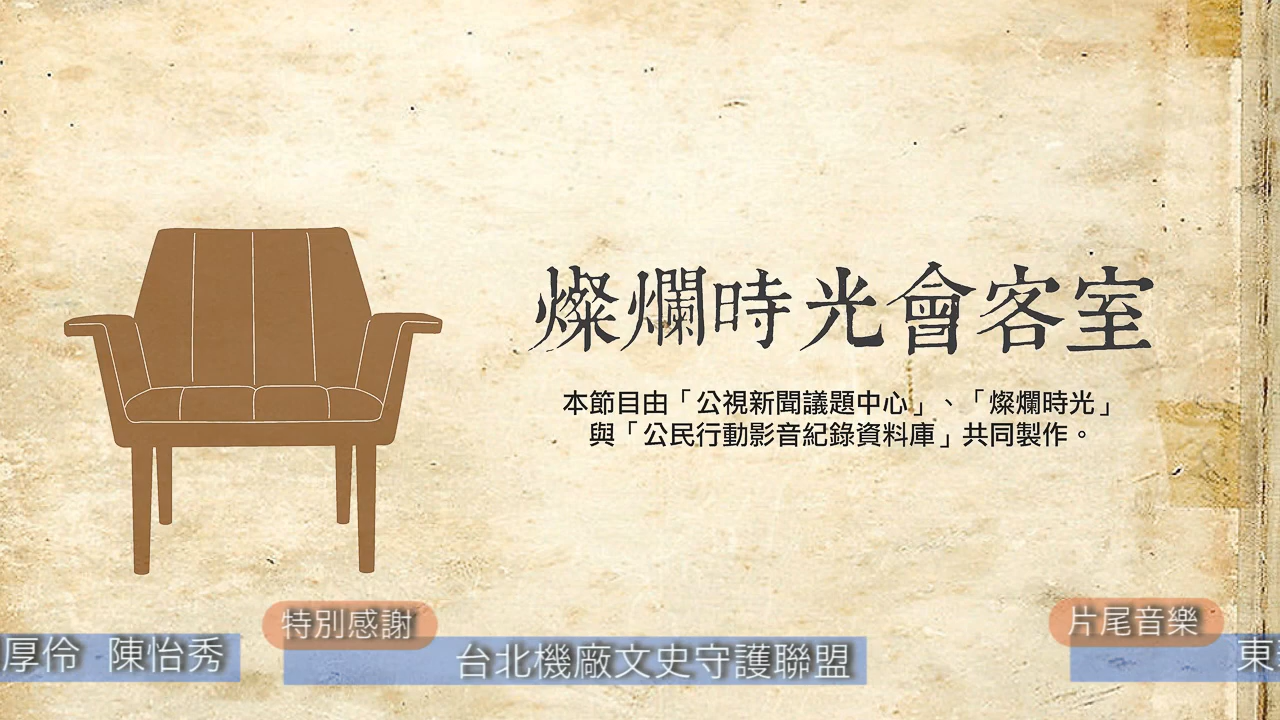 燦爛時光會客室
本節目由「公視新聞議題中心」、「燦爛時光」
與「公民行動影音紀錄資料庫」共同製作。
特別感謝
片尾音樂
厚伶 陳怡秀
台北機廠文史守護聯盟
東